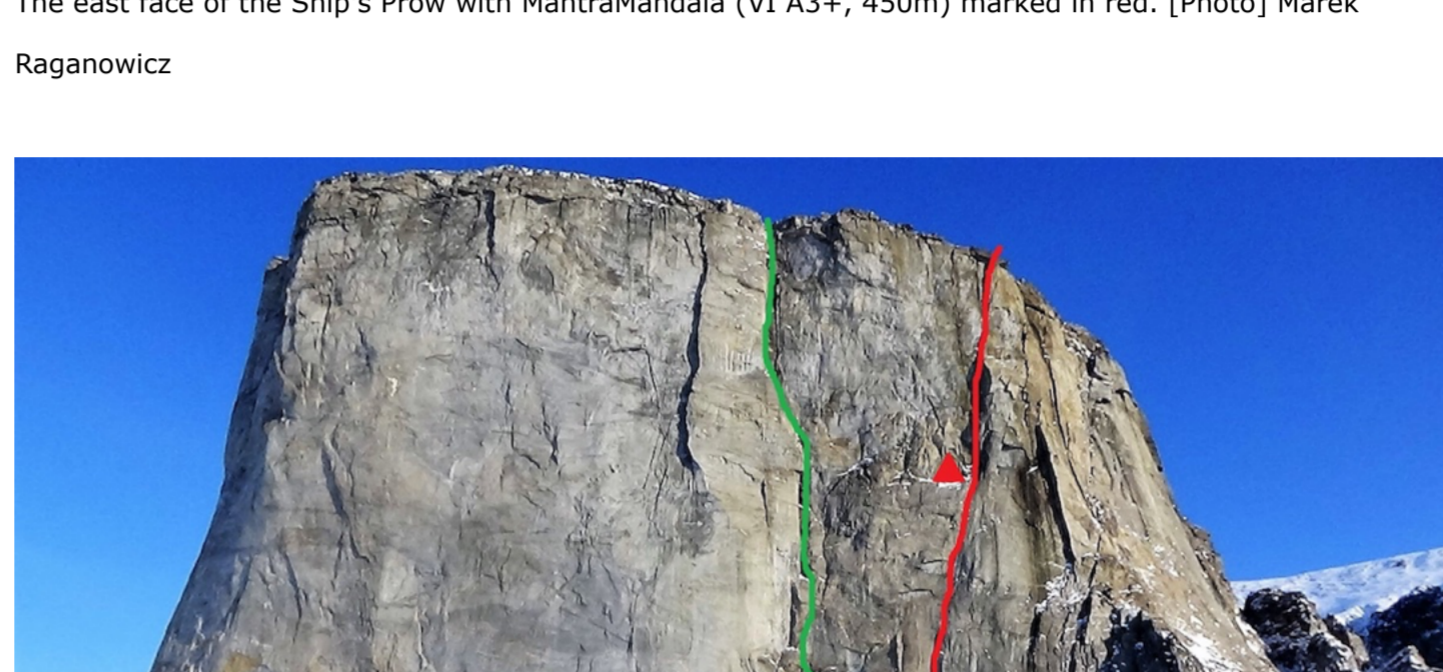 The east face of the Ship's Prow with MantraMandala (VI A3+, 450m) marked in red. [Photo] Marek
Raganowicz